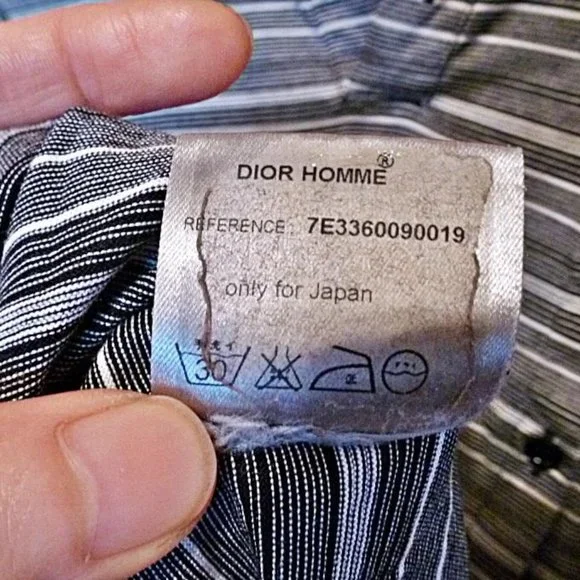 DIOR HOMME®
REFERENCE: 7E3360090019
only for Japan
30